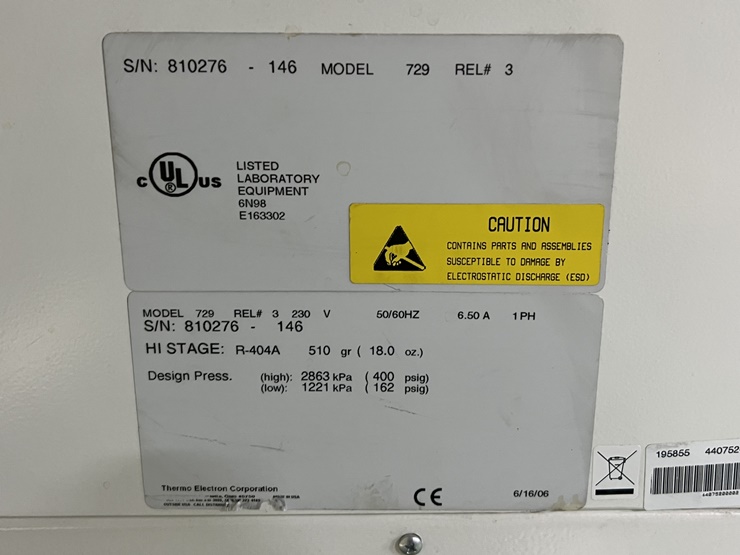 S/N: 810276 - 146 MODEL 729 REL# 3
C UL ® US
LISTED
LABORATORY
EQUIPMENT
6N98
E163302
CAUTION
CONTAINS PARTS AND ASSEMBLIES
SUSCEPTIBLE TO DAMAGE BY
ELECTROSTATIC DISCHARGE (ESD)
MODEL 729 REL# 3 230 V 50/60HZ 6.50 A 1PH
S/N: 810276 - 146
HI STAGE: R-404A 510 gr ( 18.0 oz.)
Design Press. (high): 2863 kPa ( 400 psig)
(low): 1221 kPa ( 162 psig)
Thermo Electron Corporation
MADE IN USA
CE 6/16/06
195855 440752